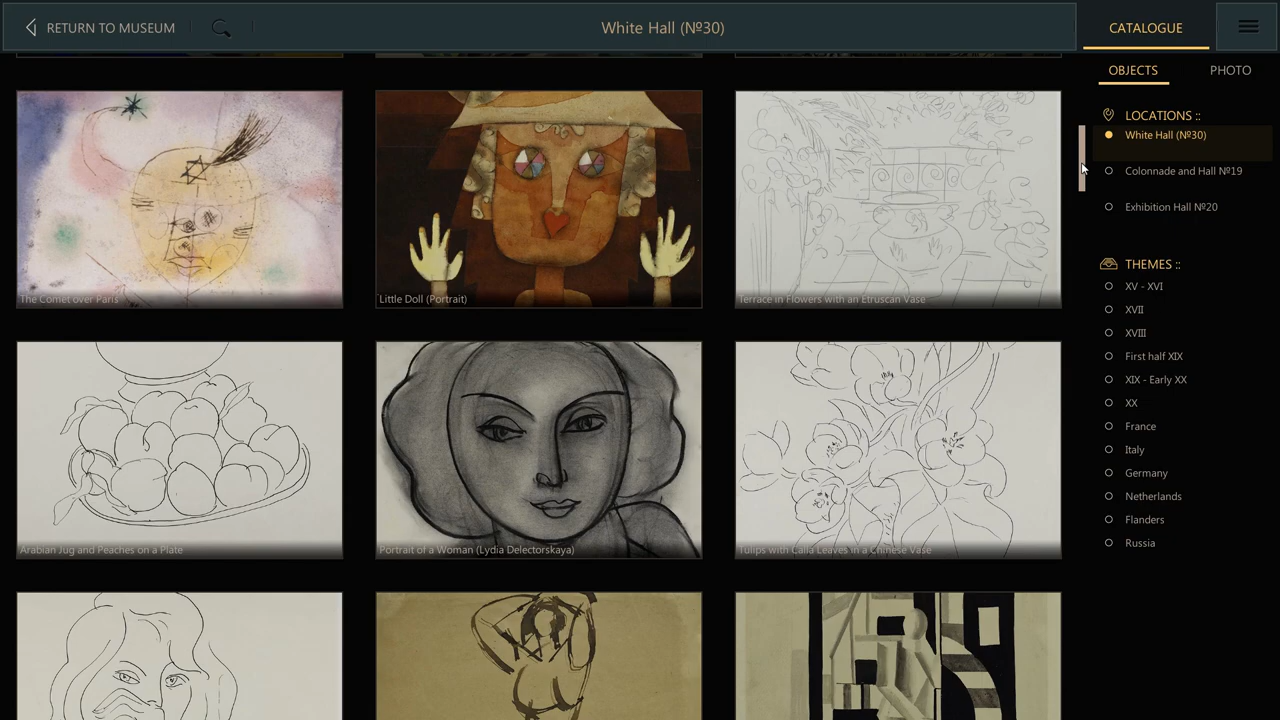 RETURN TO MUSEUM
White Hall (№30)
CATALOGUE
OBJECTS
PHOTO
LOCATIONS ::
White Hall (№30)
Colonnade and Hall №19
Exhibition Hall №20
THEMES ::
XV - XVI
XVII
XVIII
First half XIX
XIX - Early XX
XX
France
Italy
Germany
Netherlands
Flanders
Russia
The Comet over Paris
Little Doll (Portrait)
Terrace in Flowers with an Etruscan Vase
Arabian Jug and Peaches on a Plate
Portrait of a Woman (Lydia Delectorskaya)
Tulips with Calla Leaves in a Chinese Vase